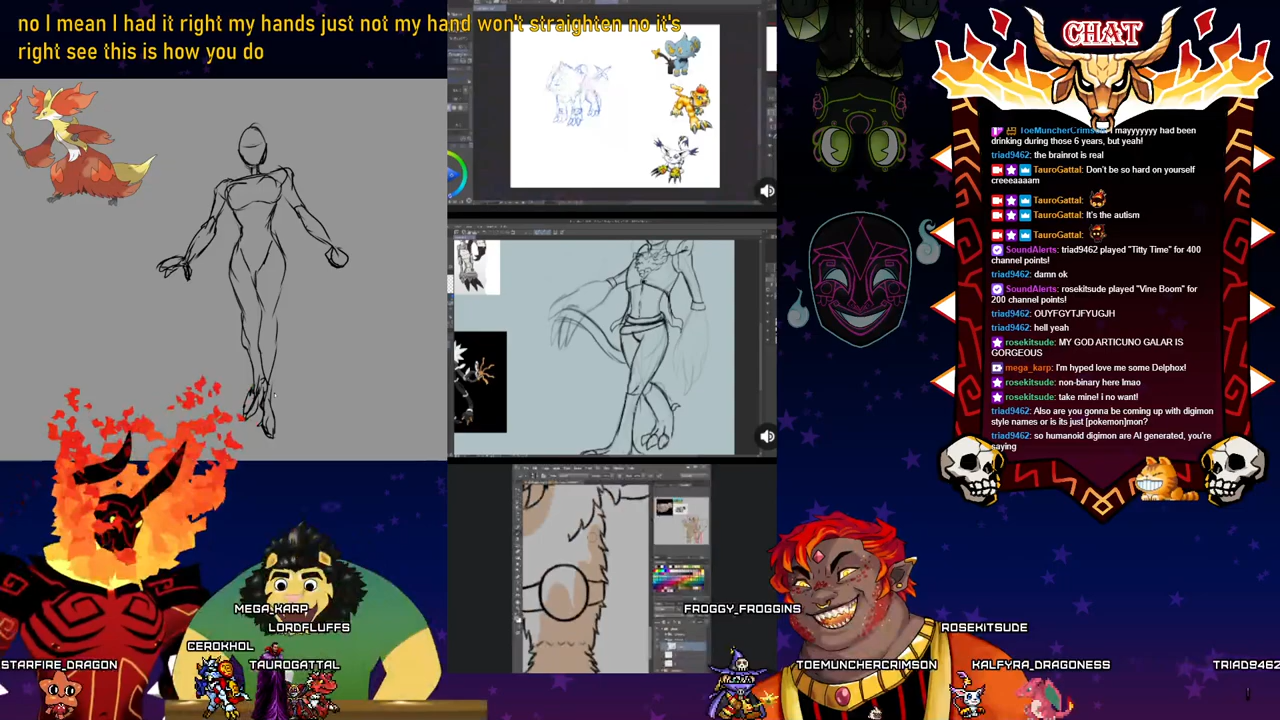 no I mean I had it right my hands just not my hand won't straighten no it's
right see this is how you do
CHAT
ToeMuncherCrimson: I mayyyyyyy had been
drinking during those 6 years, but yeah!
triad9462: the brainrot is real
TauroGattal: Don't be so hard on yourself
creeeaaaam
TauroGattal:
TauroGattal: It's the autism
TauroGattal:
SoundAlerts: triad9462 played "Titty Time" for 400
channel points!
triad9462: damn ok
SoundAlerts: rosekitsude played "Vine Boom" for
200 channel points!
triad9462: OUYFGYTJFYUGJH
triad9462: hell yeah
rosekitsude: MY GOD ARTICUNO GALAR IS
GORGEOUS
mega_karp: I'm hyped love me some Delphox!
rosekitsude: non-binary here lmao
rosekitsude: take mine! i no want!
triad9462: Also are you gonna be coming up with digimon
style names or is its just [pokemon]mon?
triad9462: so humanoid digimon are AI generated, you're
saying
MEGA_KARP
LORDFLUFFS
FROGGY_FROGGINS
ROSEKITSUDE
CEROKHOL
STARFIRE_DRAGON
TAUROGATTAL
TOEMUNCHERCRIMSON
KALFYRA_DRAGONESS
TRIAD9462